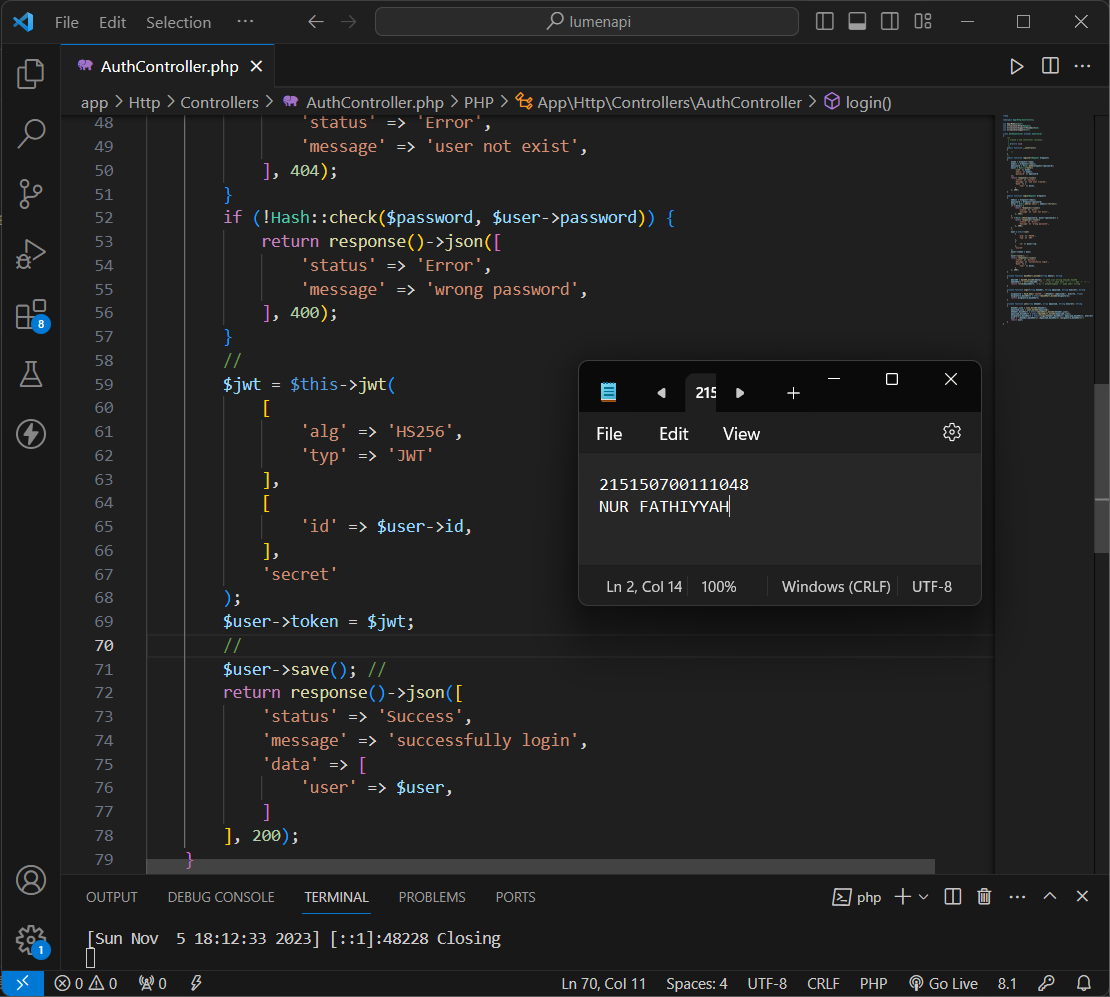 File Edit Selection ··· lumenapi
AuthController.php
app > Http > Controllers > AuthController.php > PHP > App\Http\Controllers\AuthController > login()
48 'status' => 'Error',
49 'message' => 'user not exist',
50 ], 404);
51 }
52 if (!Hash::check($password, $user->password)) {
53 return response()->json([
54 'status' => 'Error',
55 'message' => 'wrong password',
56 ], 400);
57 }
58 //
59 $jwt = $this->jwt(
60 [
61 'alg' => 'HS256',
62 'typ' => 'JWT'
63 ],
64 [
65 'id' => $user->id,
66 ],
67 'secret'
68 );
69 $user->token = $jwt;
70 //
71 $user->save(); //
72 return response()->json([
73 'status' => 'Success',
74 'message' => 'successfully login',
75 'data' => [
76 'user' => $user,
77 ]
78 ], 200);
79 }
215
File Edit View
215150700111048
NUR FATHIYYAH
Ln 2, Col 14 100% Windows (CRLF) UTF-8
8
1
OUTPUT DEBUG CONSOLE TERMINAL PROBLEMS PORTS php
[Sun Nov  5 18:12:33 2023] [::1]:48228 Closing
0 0 0 Ln 70, Col 11 Spaces: 4 UTF-8 CRLF PHP Go Live 8.1